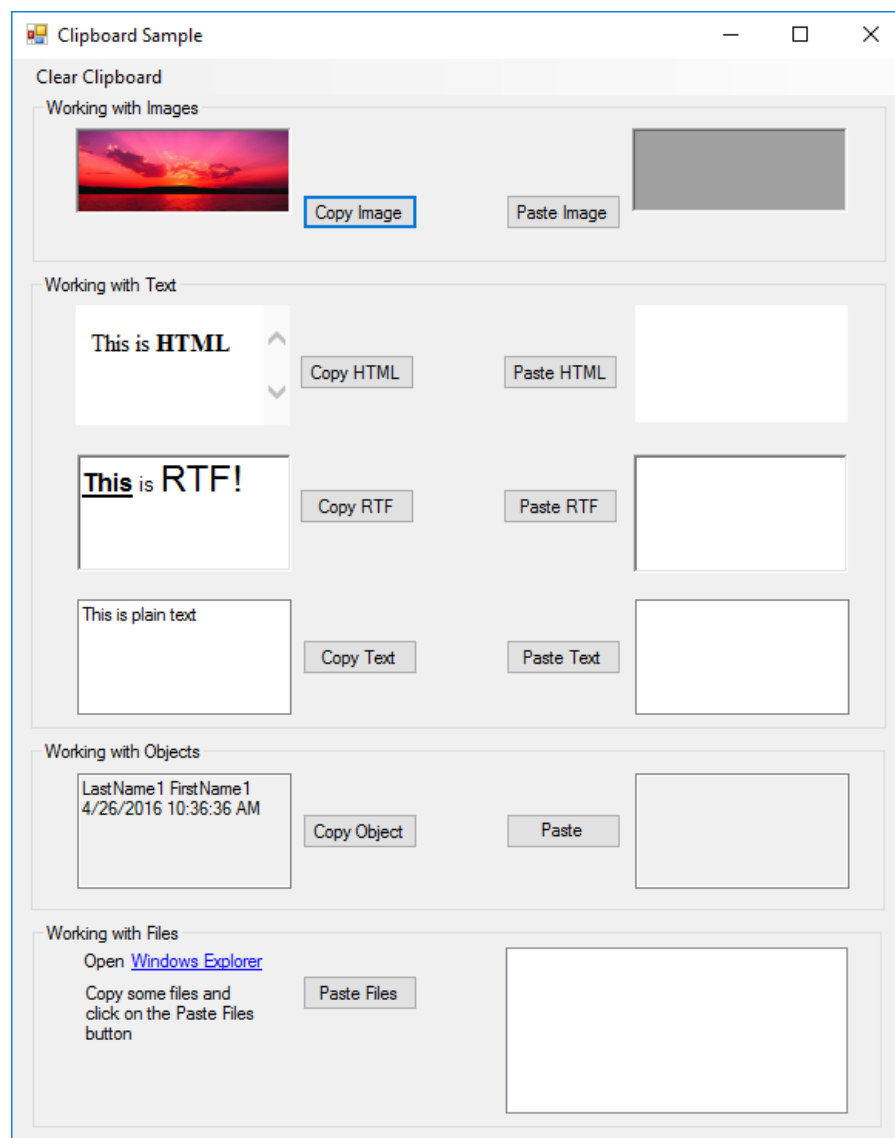 Clipboard Sample
Clear Clipboard
Working with Images
Copy Image
Paste Image
Working with Text
This is HTML
Copy HTML
Paste HTML
This is RTF!
Copy RTF
Paste RTF
This is plain text
Copy Text
Paste Text
Working with Objects
LastName1 FirstName1
4/26/2016 10:36:36 AM
Copy Object
Paste
Working with Files
Open Windows Explorer
Copy some files and
click on the Paste Files
button
Paste Files